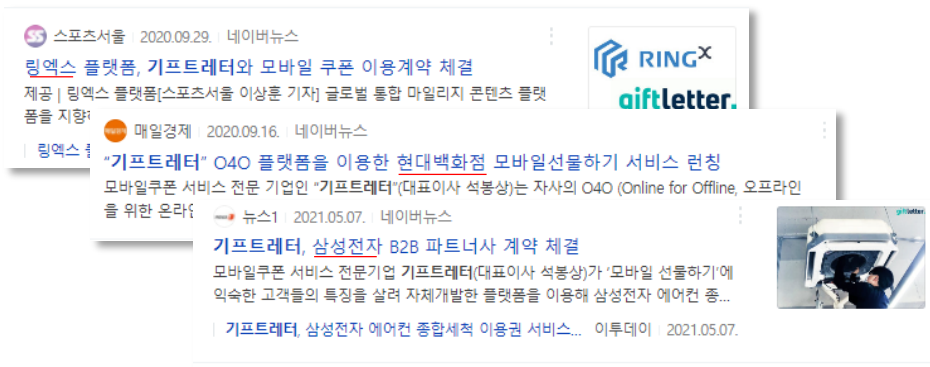 스포츠서울 2020.09.29. 네이버뉴스
링엑스 플랫폼, 기프트레터와 모바일 쿠폰 이용계약 체결
제공 | 링엑스 플랫폼[스포츠서울 이상훈 기자] 글로벌 통합 마일리지 콘텐츠 플랫
폼을 지향
링엑스
RINGX
giftletter.
매일경제 2020.09.16. 네이버뉴스
“기프트레터” O4O 플랫폼을 이용한 현대백화점 모바일선물하기 서비스 런칭
모바일쿠폰 서비스 전문 기업인 “기프트레터”(대표이사 석봉상)는 자사의 O4O (Online for Offline, 오프라인
을 위한 온라인
뉴스1 2021.05.07. 네이버뉴스
기프트레터, 삼성전자 B2B 파트너사 계약 체결
모바일쿠폰 서비스 전문기업 기프트레터(대표이사 석봉상)가 ‘모바일 선물하기’에
익숙한 고객들의 특징을 살려 자체개발한 플랫폼을 이용해 삼성전자 에어컨 종...
기프트레터, 삼성전자 에어컨 종합세척 이용권 서비스... 이투데이 2021.05.07.
giftletter.